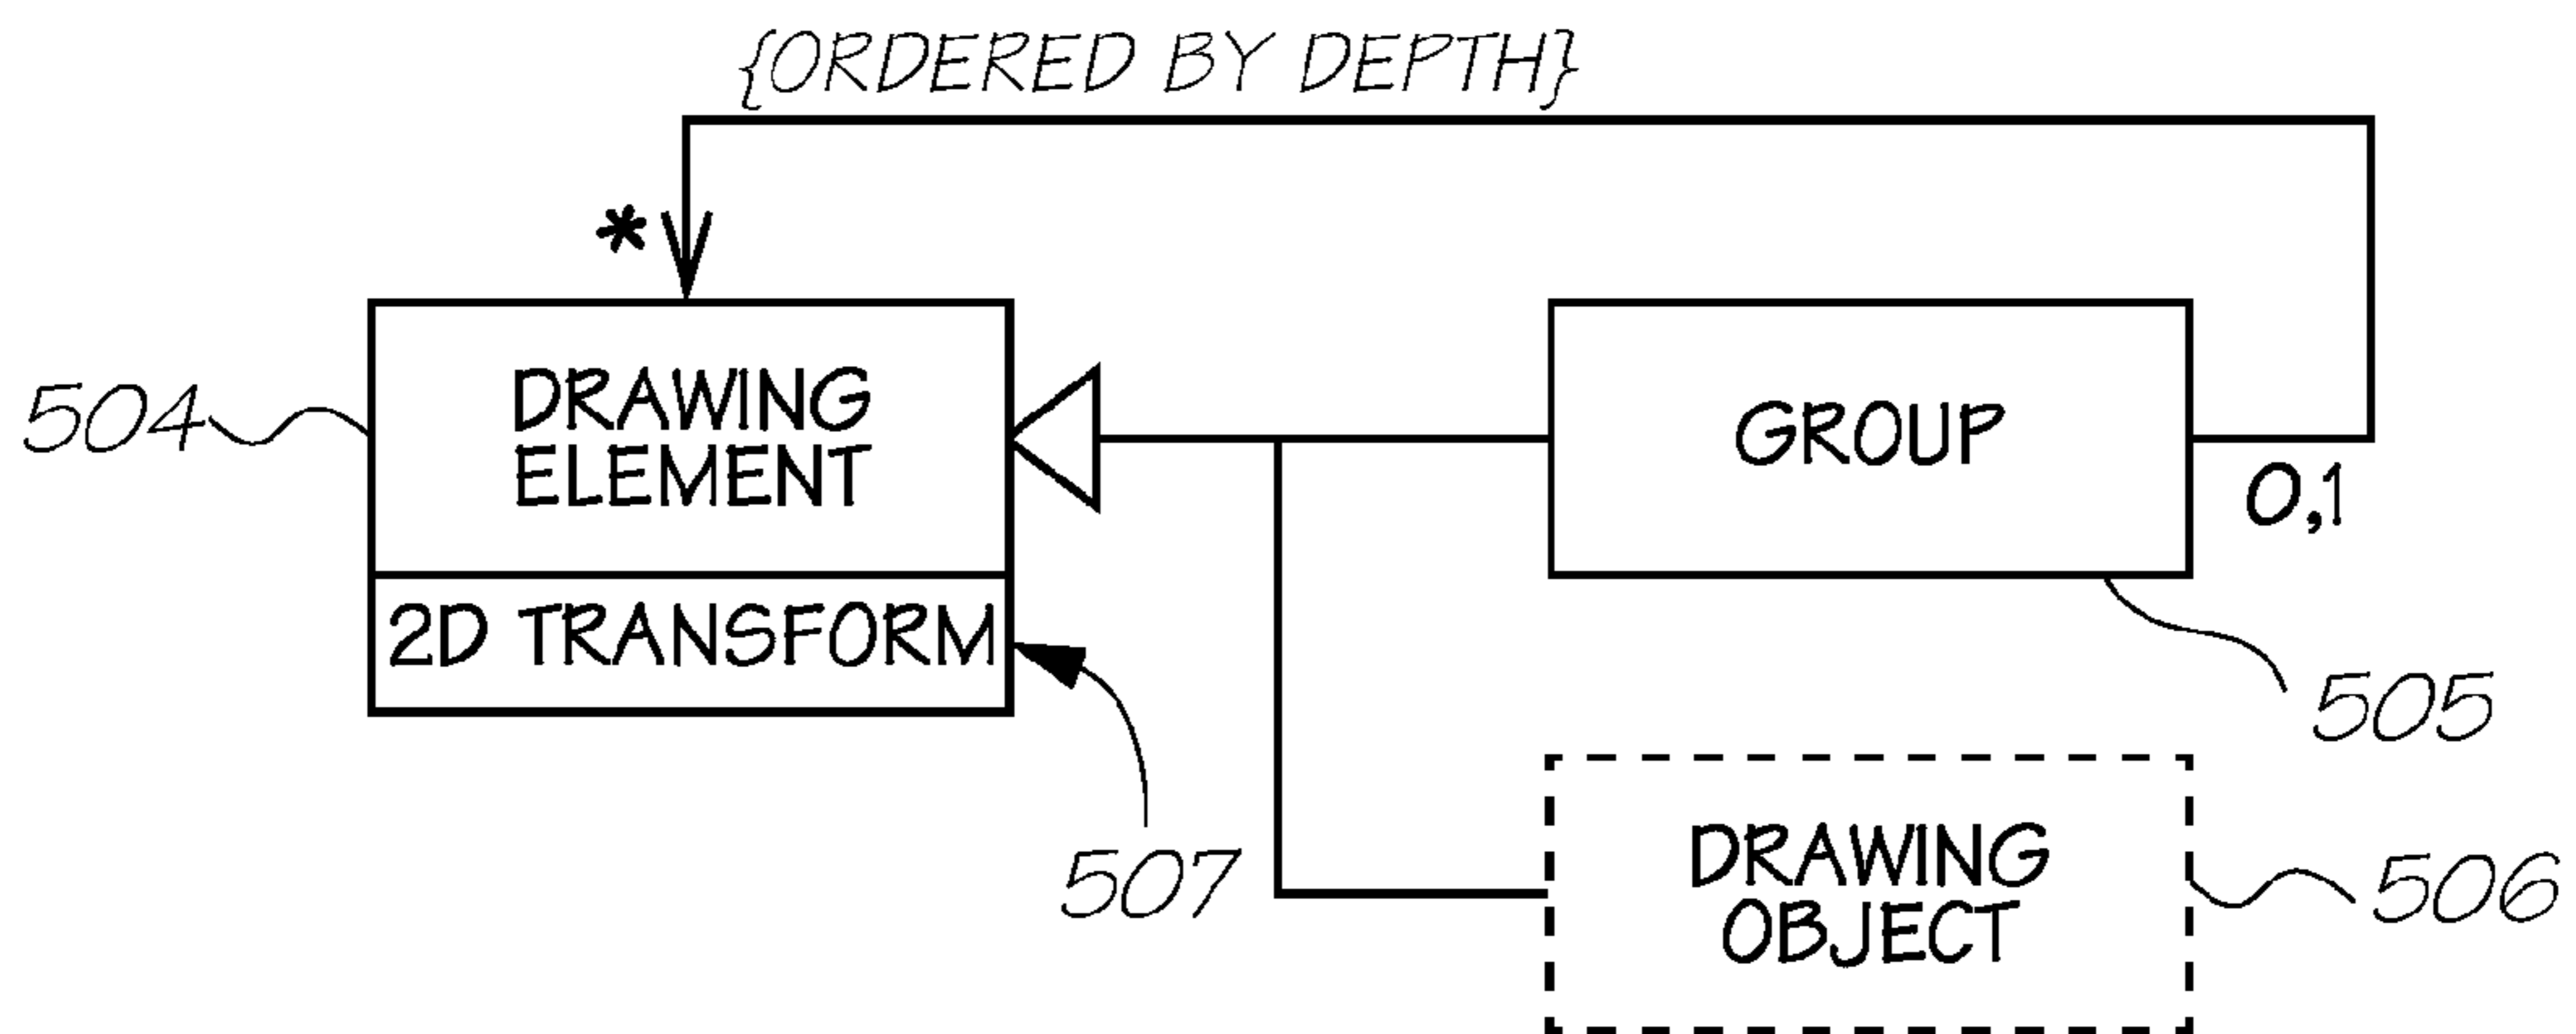 {ORDERED BY DEPTH}
*
504
DRAWING
ELEMENT
GROUP
0,1
2D TRANSFORM
505
507
DRAWING
OBJECT
506